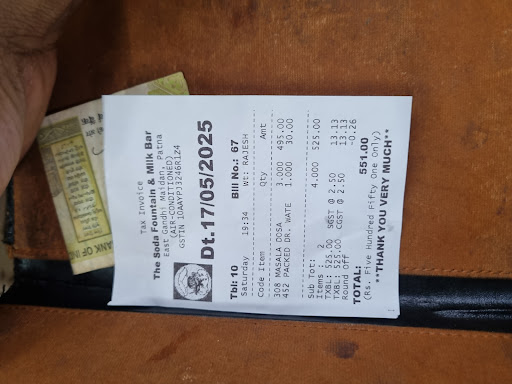 Tax Invoice
The Soda Fountain & Milk Bar
East Gandhi Maidan, Patna
(AIR-CONDITIONED)
Dt.17/05/2025
Tbl: 10 Bill No.: 67
Saturday 19:34 Wt: RAJESH
Code Item Qty Amt
308 MASALA DOSA 3.000 495.00
452 PACKED DR. WATE 1.000 30.00
Sub Tot: 4.000 525.00
Items : 2
TXBL: 525.00 SGST @ 2.50 13.13
TXBL: 525.00 CGST @ 2.50 13.13
Round Off -0.26
TOTAL: 551.00
(Rs. Five Hundred Fifty One Only)
**THANK YOU VERY MUCH**
BANK OF